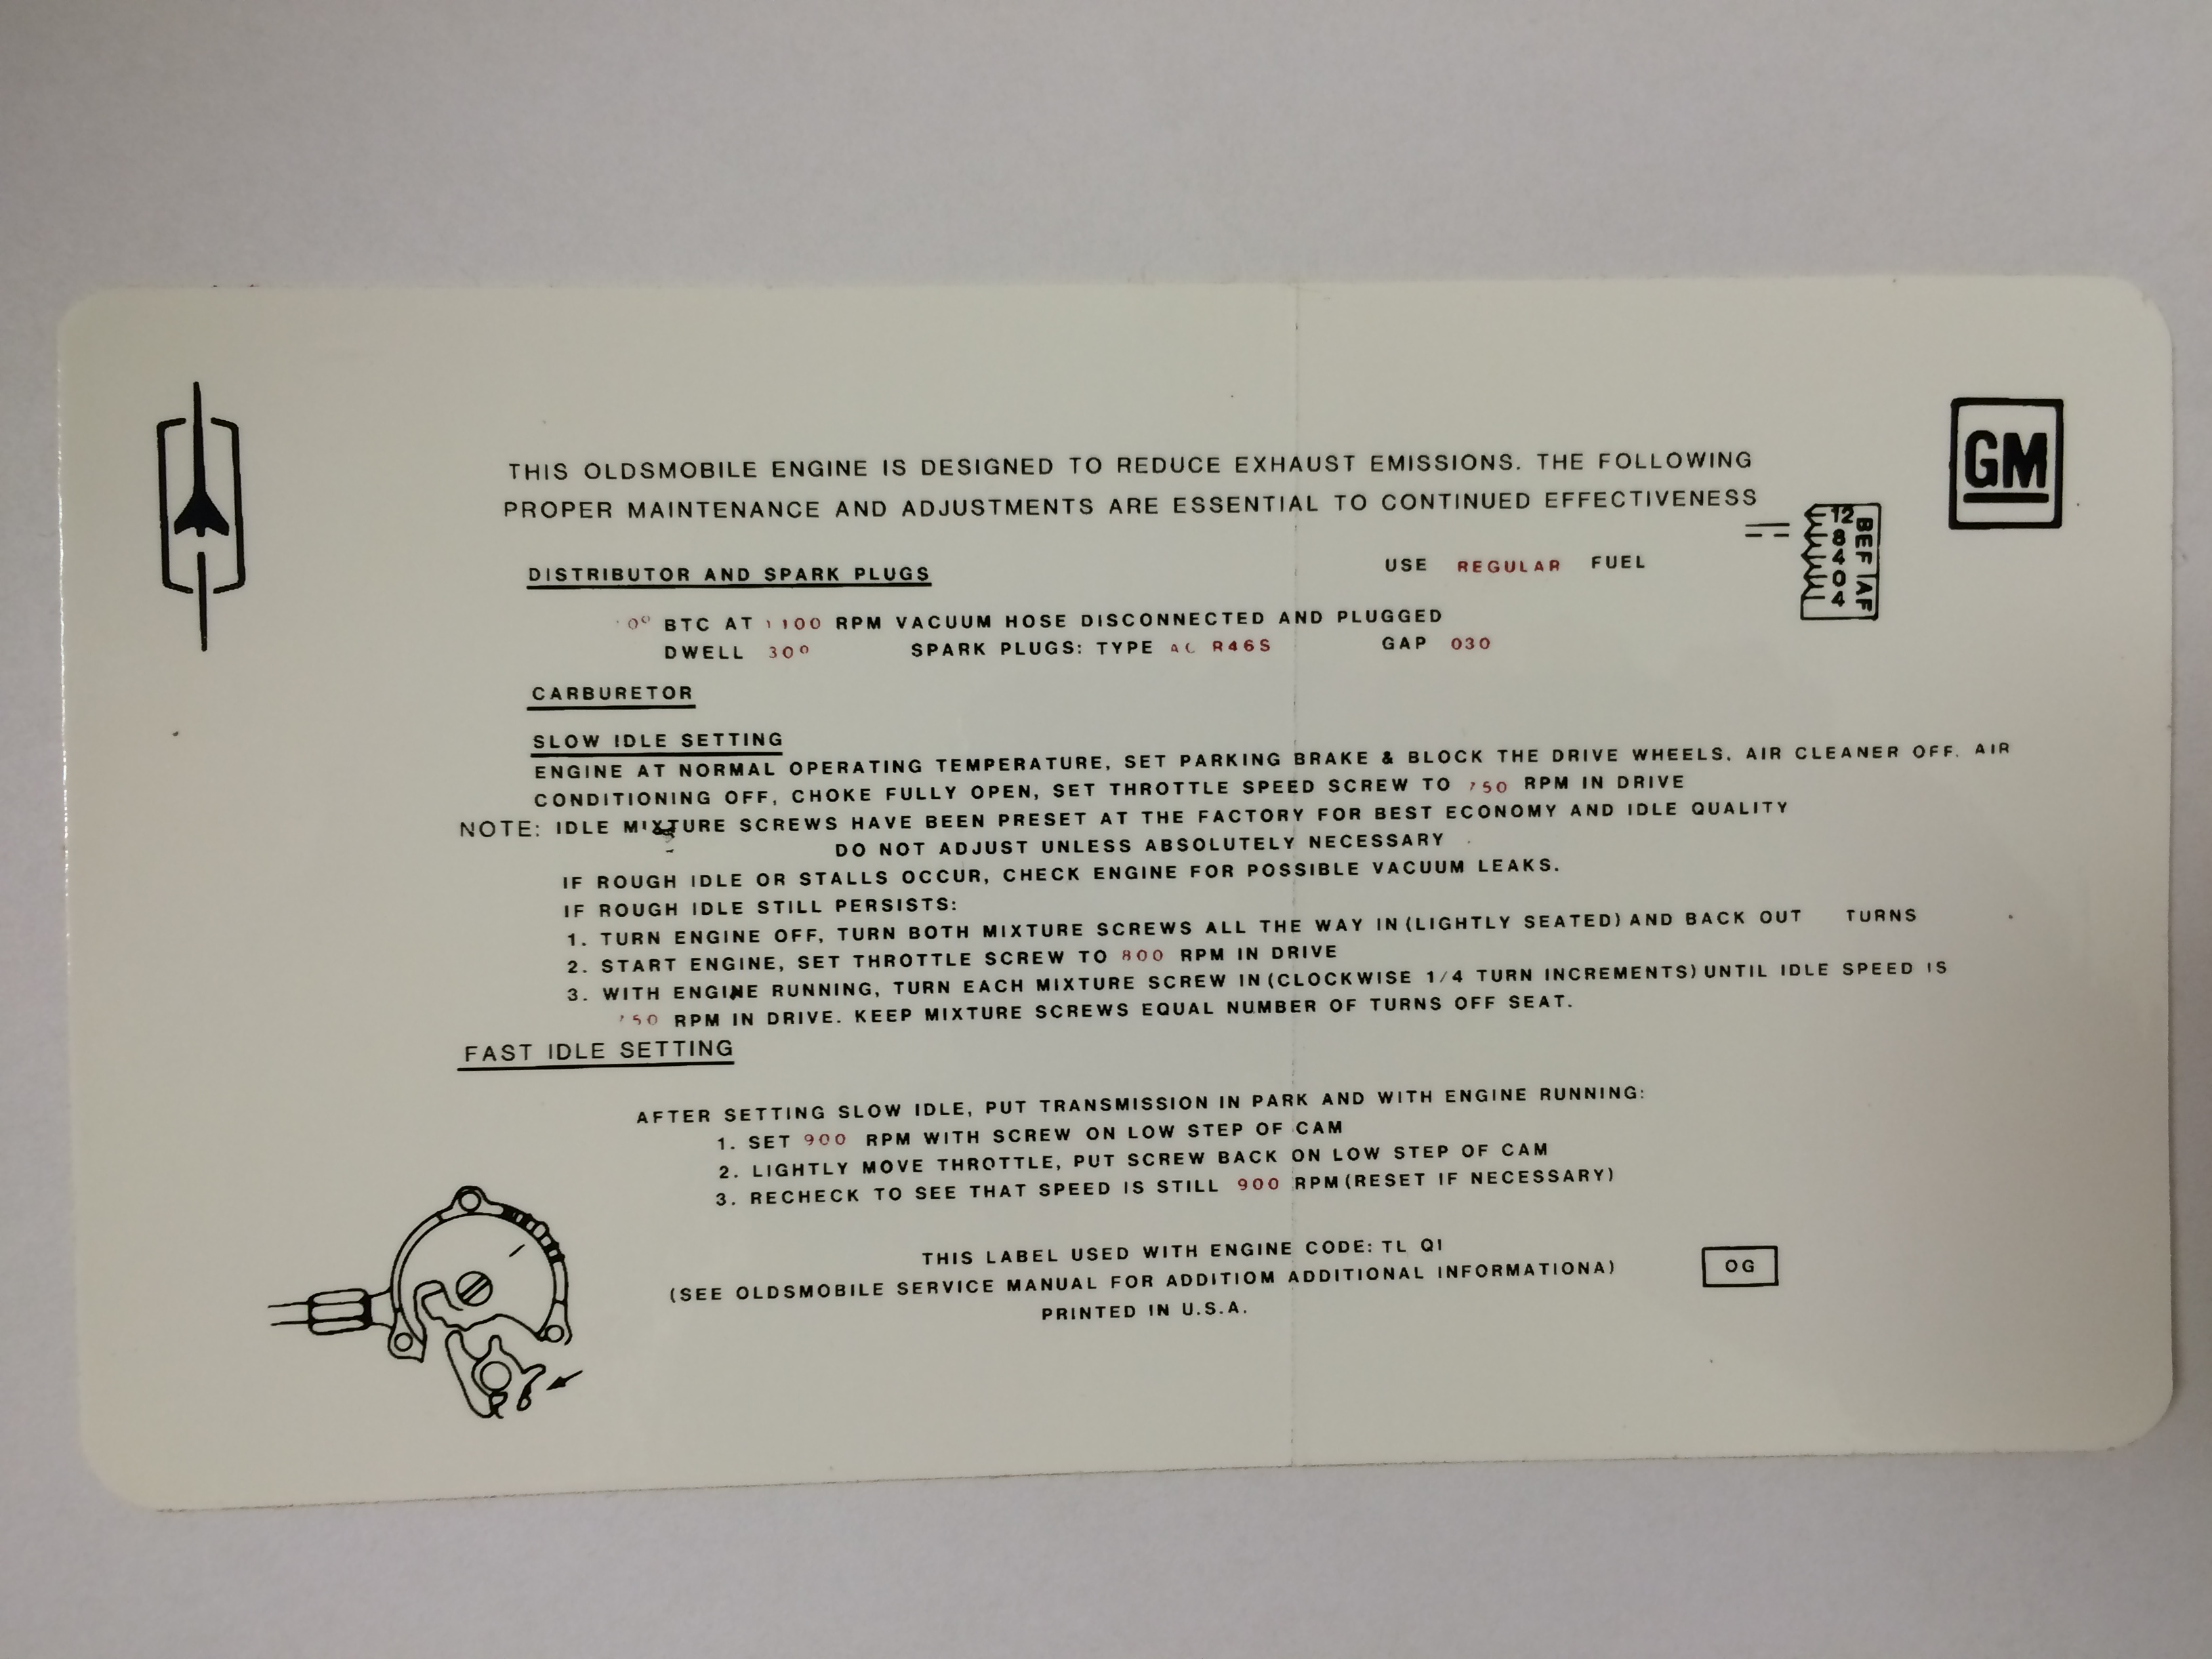 THIS OLDSMOBILE ENGINE IS DESIGNED TO REDUCE EXHAUST EMISSIONS. THE FOLLOWING
PROPER MAINTENANCE AND ADJUSTMENTS ARE ESSENTIAL TO CONTINUED EFFECTIVENESS
GM
12
8
4
0
4
BEF
AF
DISTRIBUTOR AND SPARK PLUGS
USE REGULAR FUEL
0° BTC AT 1100 RPM VACUUM HOSE DISCONNECTED AND PLUGGED
DWELL 30° SPARK PLUGS: TYPE AC R46S GAP 030
CARBURETOR
SLOW IDLE SETTING
ENGINE AT NORMAL OPERATING TEMPERATURE, SET PARKING BRAKE & BLOCK THE DRIVE WHEELS. AIR CLEANER OFF. AIR
CONDITIONING OFF, CHOKE FULLY OPEN, SET THROTTLE SPEED SCREW TO 750 RPM IN DRIVE
NOTE: IDLE MIXTURE SCREWS HAVE BEEN PRESET AT THE FACTORY FOR BEST ECONOMY AND IDLE QUALITY
DO NOT ADJUST UNLESS ABSOLUTELY NECESSARY
IF ROUGH IDLE OR STALLS OCCUR, CHECK ENGINE FOR POSSIBLE VACUUM LEAKS.
IF ROUGH IDLE STILL PERSISTS:
1. TURN ENGINE OFF, TURN BOTH MIXTURE SCREWS ALL THE WAY IN (LIGHTLY SEATED) AND BACK OUT TURNS
2. START ENGINE, SET THROTTLE SCREW TO 800 RPM IN DRIVE
3. WITH ENGINE RUNNING, TURN EACH MIXTURE SCREW IN (CLOCKWISE 1/4 TURN INCREMENTS) UNTIL IDLE SPEED IS
750 RPM IN DRIVE. KEEP MIXTURE SCREWS EQUAL NUMBER OF TURNS OFF SEAT.
FAST IDLE SETTING
AFTER SETTING SLOW IDLE, PUT TRANSMISSION IN PARK AND WITH ENGINE RUNNING:
1. SET 900 RPM WITH SCREW ON LOW STEP OF CAM
2. LIGHTLY MOVE THROTTLE, PUT SCREW BACK ON LOW STEP OF CAM
3. RECHECK TO SEE THAT SPEED IS STILL 900 RPM (RESET IF NECESSARY)
THIS LABEL USED WITH ENGINE CODE: TL QI
(SEE OLDSMOBILE SERVICE MANUAL FOR ADDITIOM ADDITIONAL INFORMATIONA)
OG
PRINTED IN U.S.A.